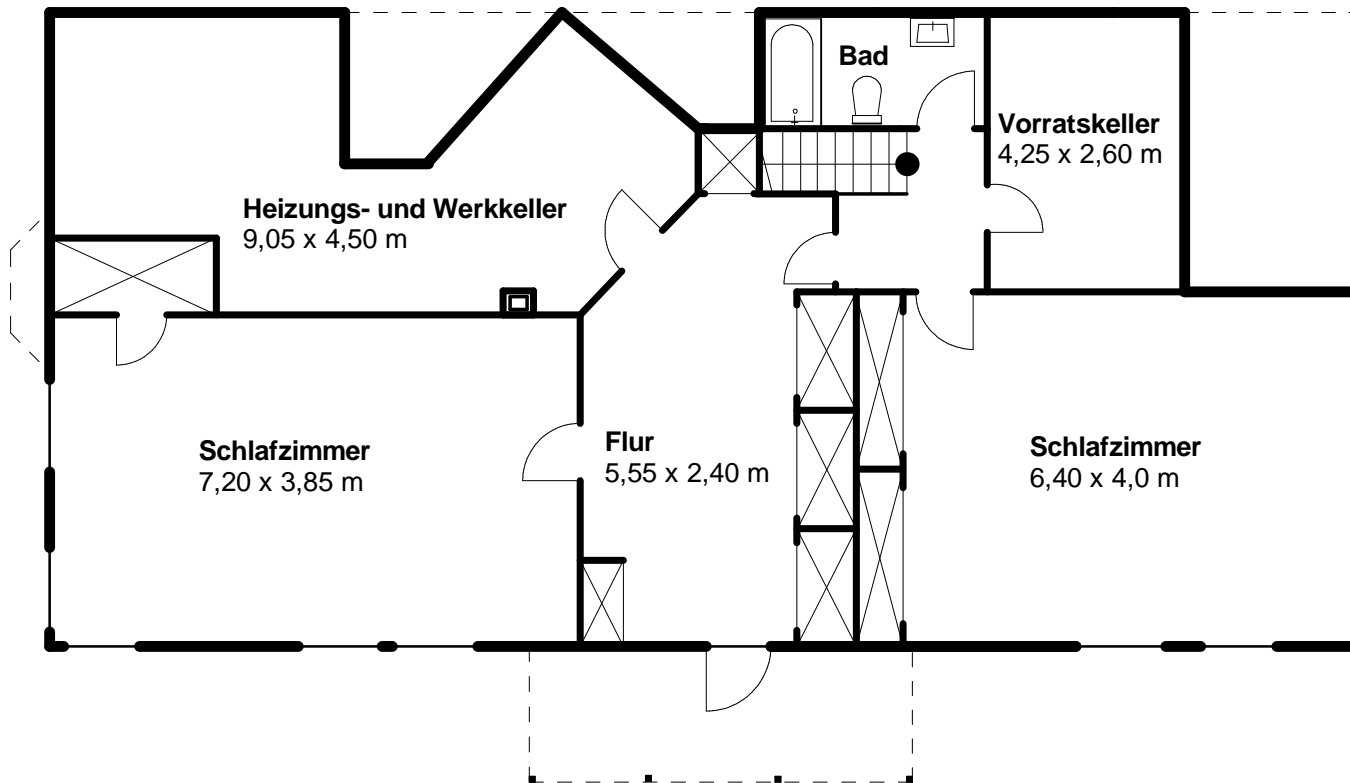 Bad
Vorratskeller
4,25 x 2,60 m
Heizungs- und Werkkeller
9,05 x 4,50 m
Schlafzimmer
7,20 x 3,85 m
Flur
5,55 x 2,40 m
Schlafzimmer
6,40 x 4,0 m